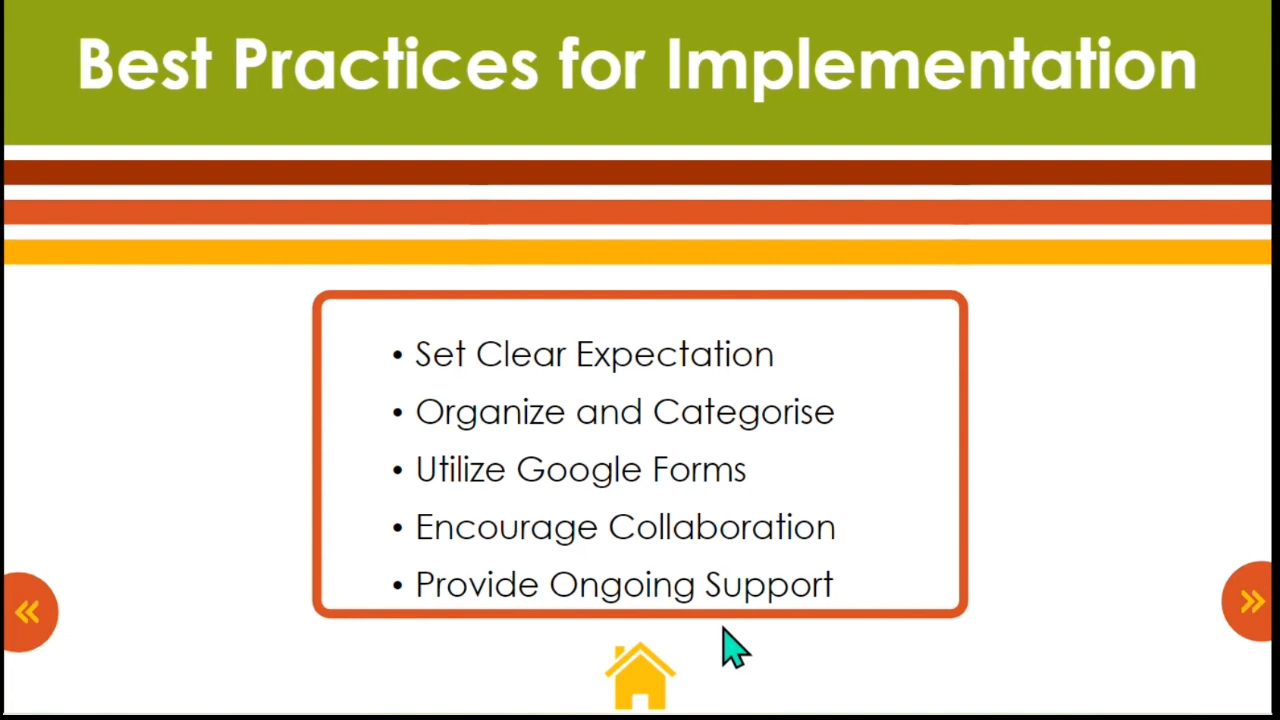 Best Practices for Implementation
• Set Clear Expectation
• Organize and Categorise
• Utilize Google Forms
• Encourage Collaboration
• Provide Ongoing Support